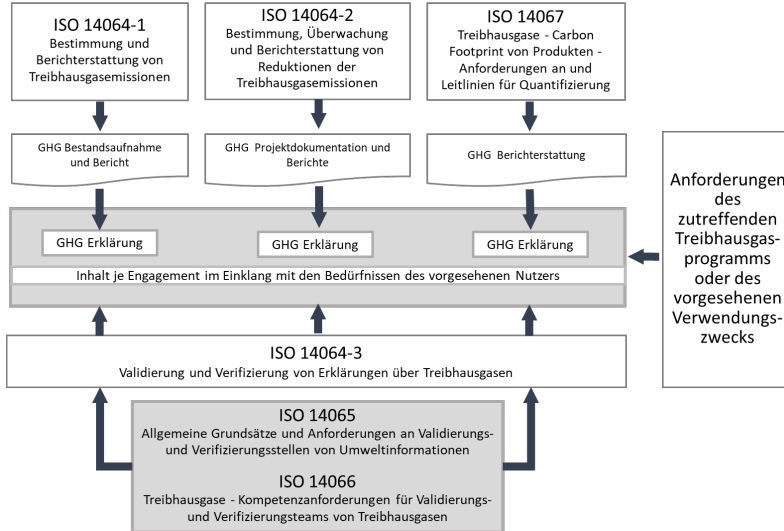 ISO 14064-1
Bestimmung und
Berichterstattung von
Treibhausgasemissionen
ISO 14064-2
Bestimmung, Überwachung
und Berichterstattung von
Reduktionen der
Treibhausgasemissionen
ISO 14067
Treibhausgase - Carbon
Footprint von Produkten -
Anforderungen an und
Leitlinien für Quantifizierung
GHG Bestandsaufnahme
und Bericht
GHG Projektdokumentation und
Berichte
GHG Berichterstattung
Anforderungen
des
zutreffenden
Treibhausgas-
programms
oder des
vorgesehenen
Verwendungs-
zwecks
GHG Erklärung
GHG Erklärung
GHG Erklärung
Inhalt je Engagement im Einklang mit den Bedürfnissen des vorgesehenen Nutzers
ISO 14064-3
Validierung und Verifizierung von Erklärungen über Treibhausgasen
ISO 14065
Allgemeine Grundsätze und Anforderungen an Validierungs-
und Verifizierungsstellen von Umweltinformationen
ISO 14066
Treibhausgase - Kompetenzanforderungen für Validierungs-
und Verifizierungsteams von Treibhausgasen